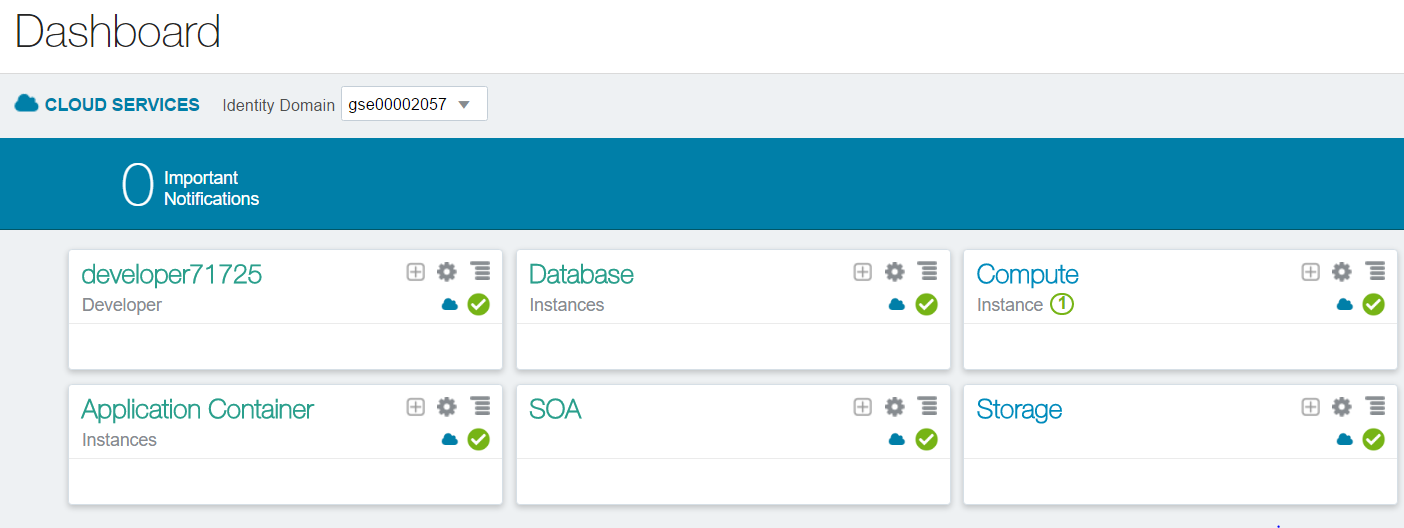 Dashboard
CLOUD SERVICES Identity Domain gse00002057
0 Important
Notifications
developer71725
Developer
Database
Instances
Compute
Instance 1
Application Container
Instances
SOA
Storage